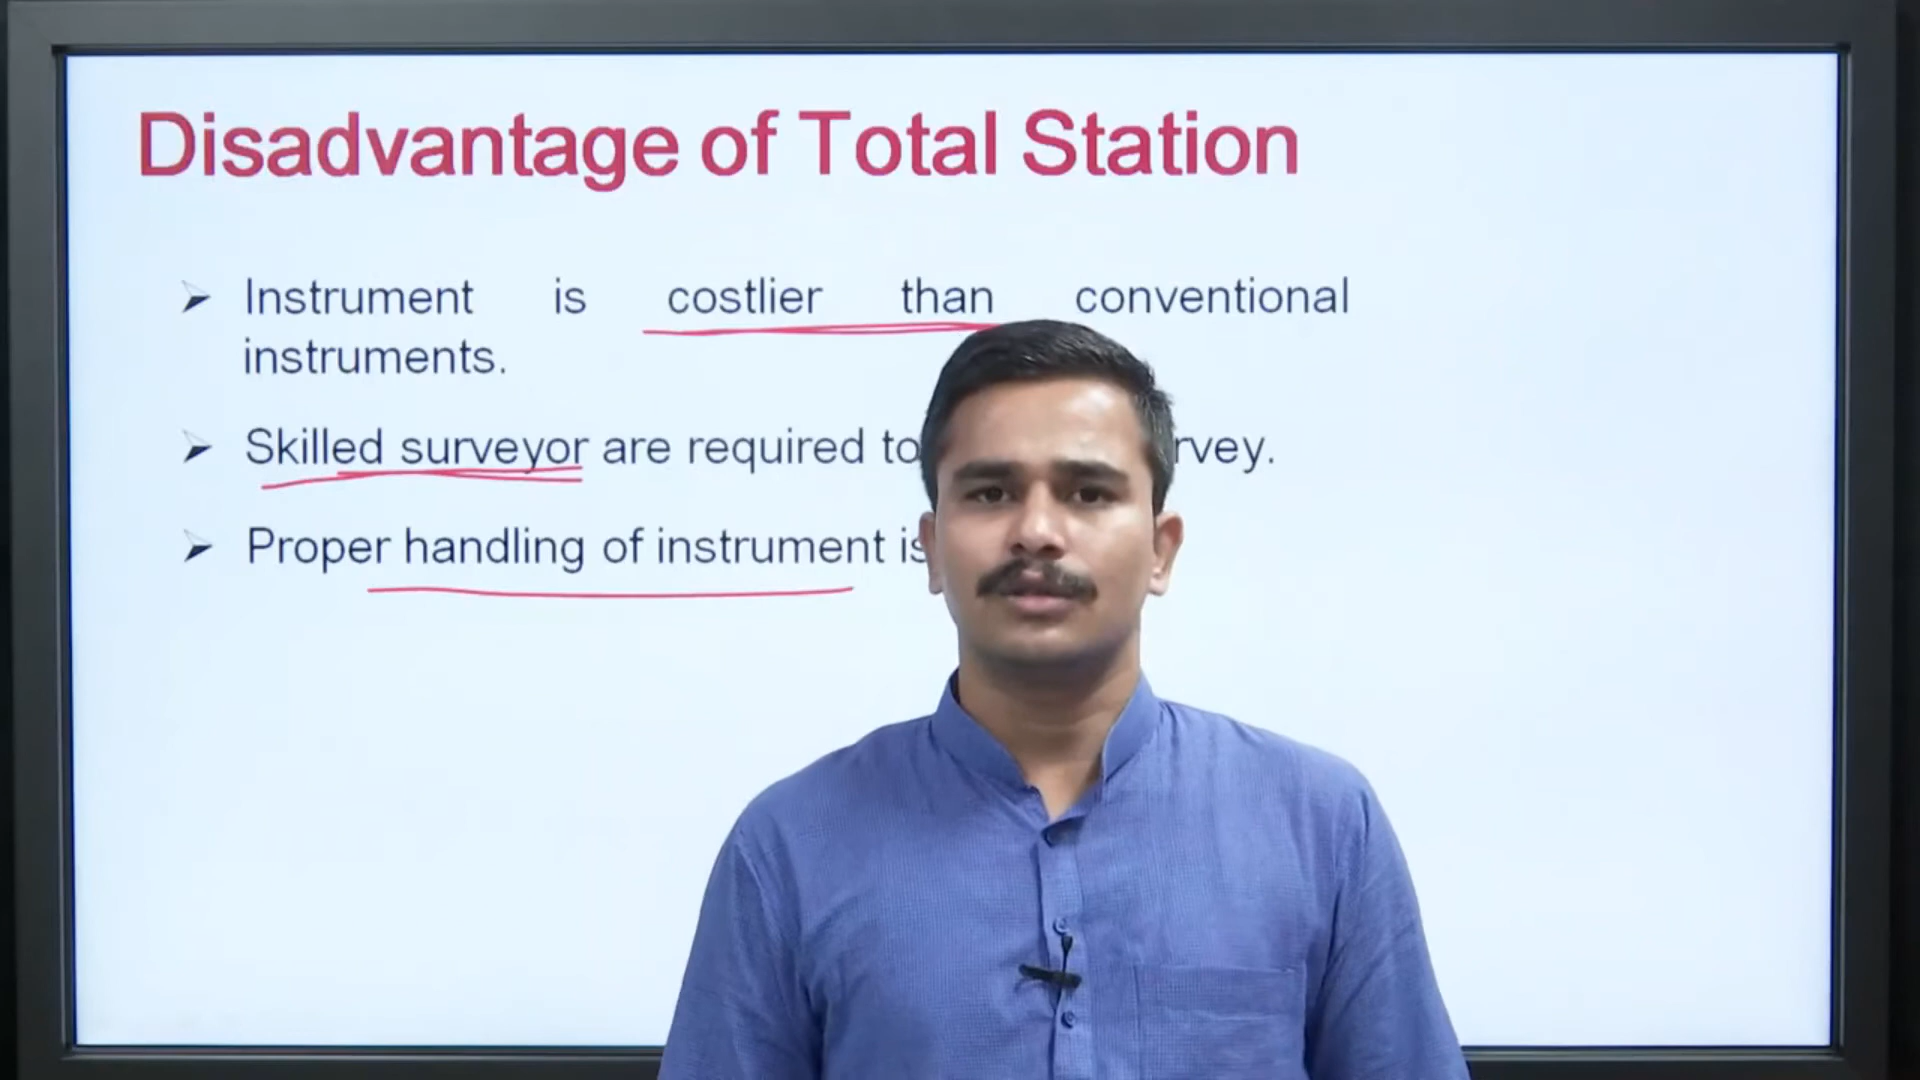 Disadvantage of Total Station
Instrument is costlier than conventional
instruments.
Skilled surveyor are required to
Proper handling of instrument is